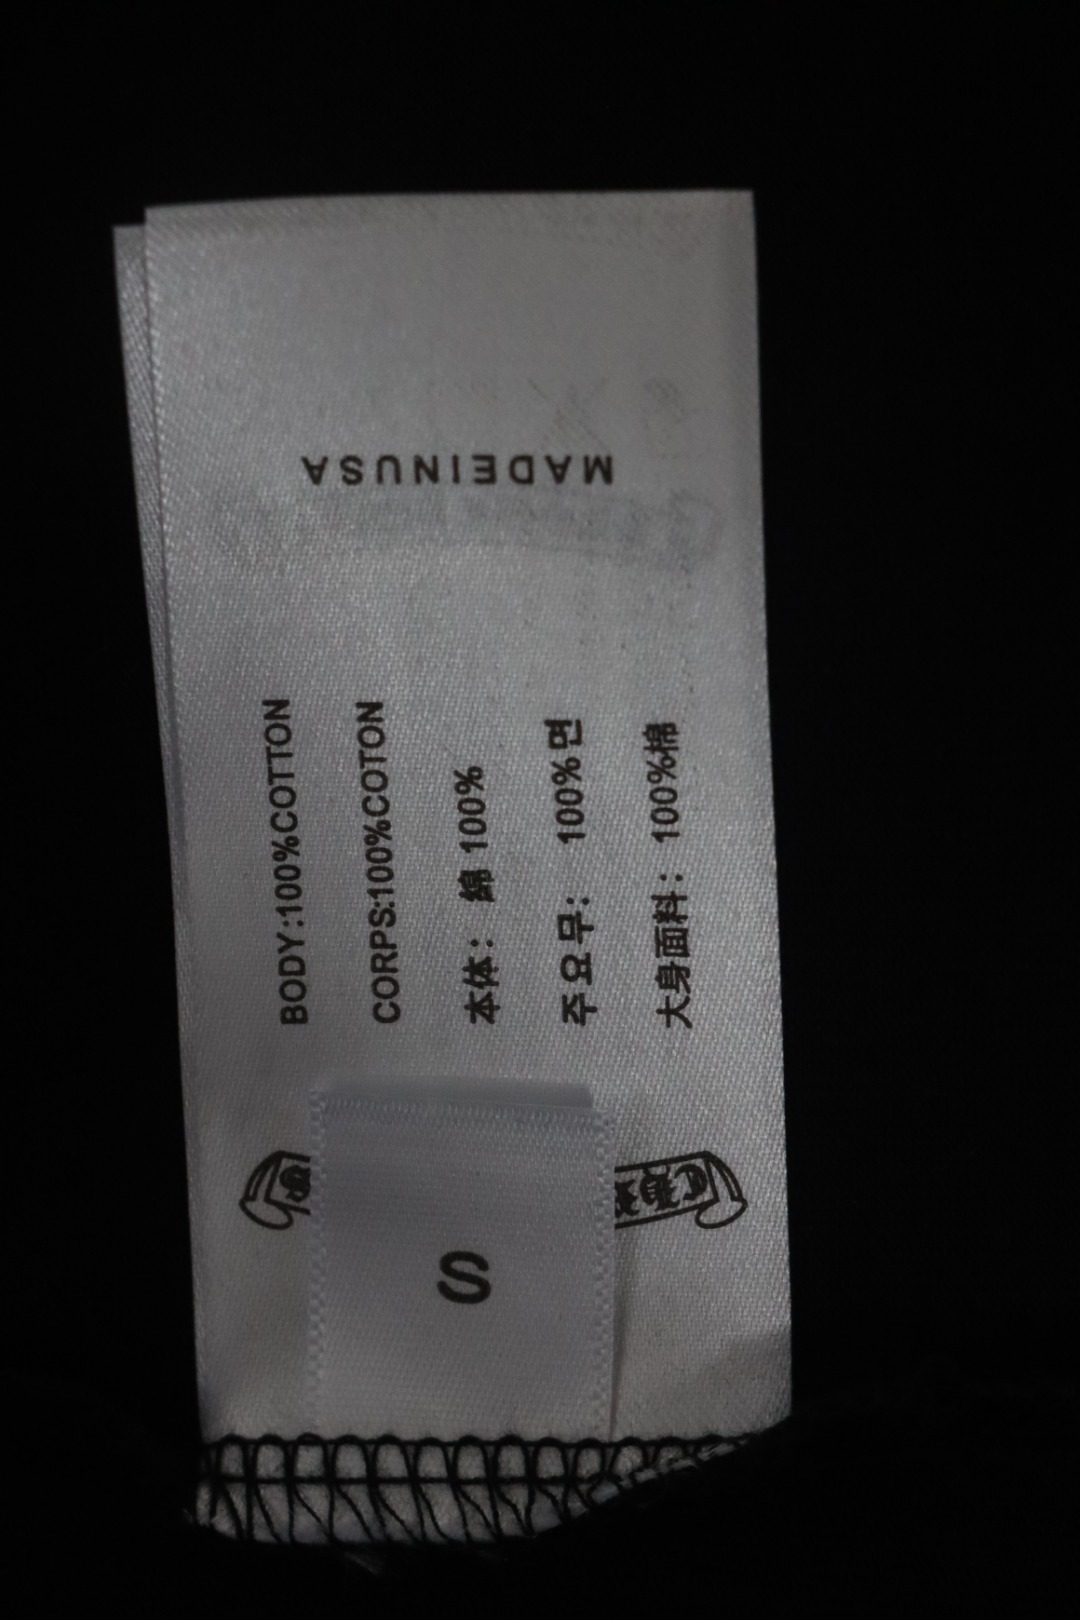 MADEINUSA
BODY:100%COTTON
CORPS:100%COTON
本体： 綿 100%
주요무： 100%면
大身面料：100%棉
S